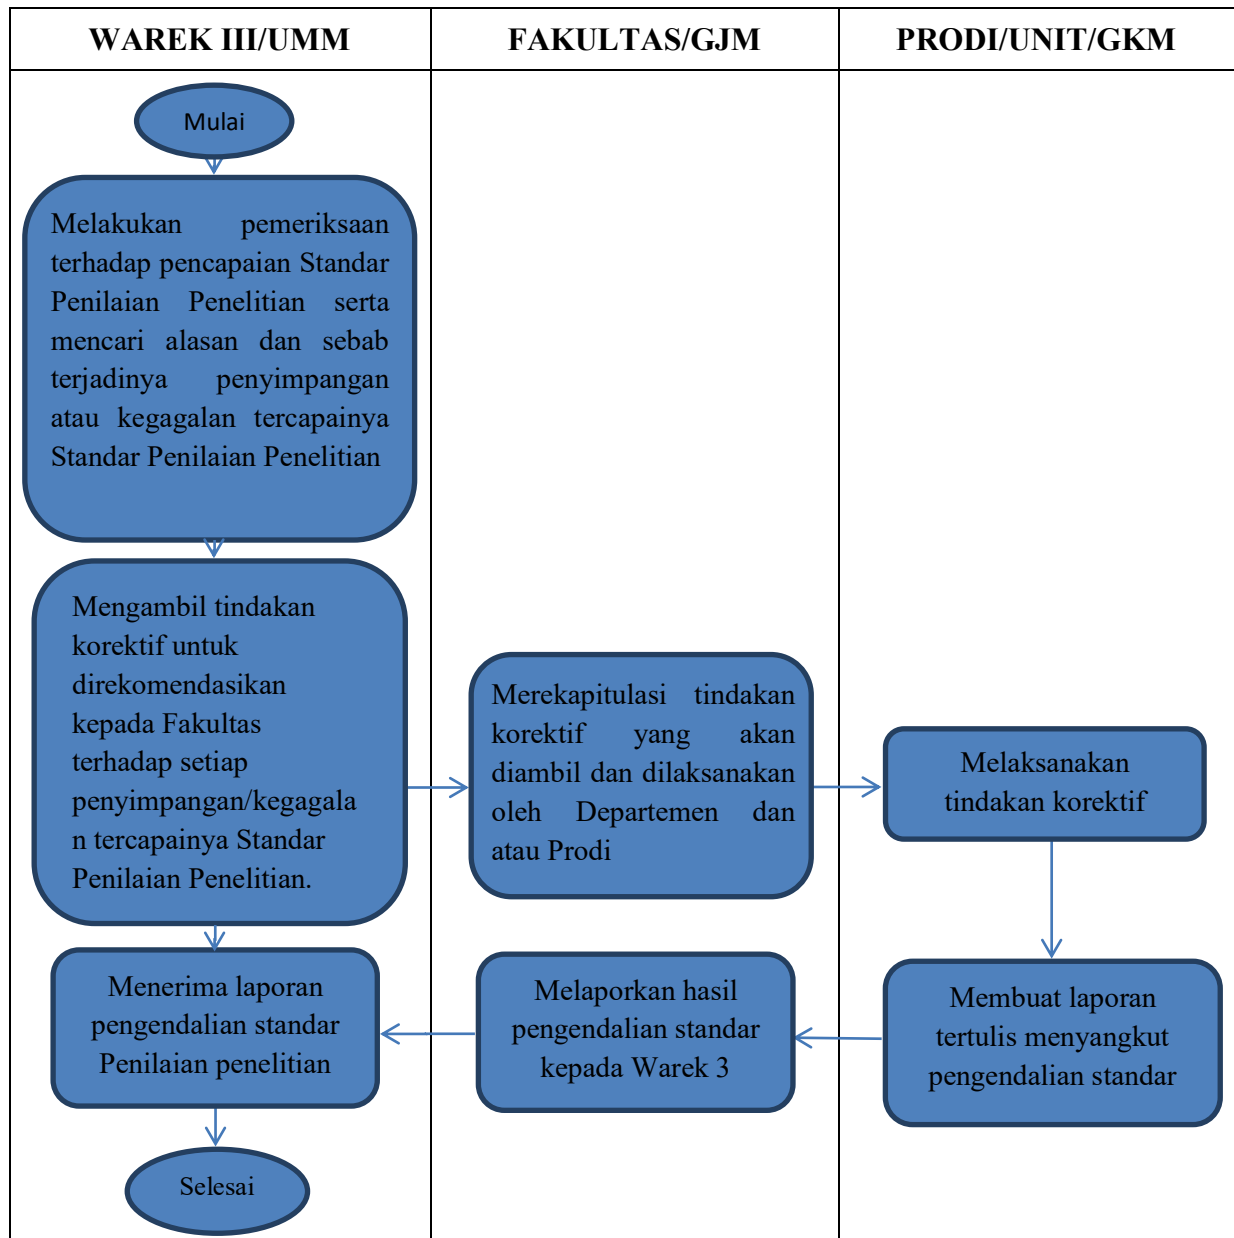 WAREK III/UMM
FAKULTAS/GJM
PRODI/UNIT/GKM
Mulai
Melakukan pemeriksaan
terhadap pencapaian Standar
Penilaian Penelitian serta
mencari alasan dan sebab
terjadinya penyimpangan
atau kegagalan tercapainya
Standar Penilaian Penelitian
Mengambil tindakan
korektif untuk
direkomendasikan
kepada Fakultas
terhadap setiap
penyimpangan/kegagala
n tercapainya Standar
Penilaian Penelitian.
Merekapitulasi tindakan
korektif yang akan
diambil dan dilaksanakan
oleh Departemen dan
atau Prodi
Melaksanakan
tindakan korektif
Membuat laporan
tertulis menyangkut
pengendalian standar
Melaporkan hasil
pengendalian standar
kepada Warek 3
Menerima laporan
pengendalian standar
Penilaian penelitian
Selesai